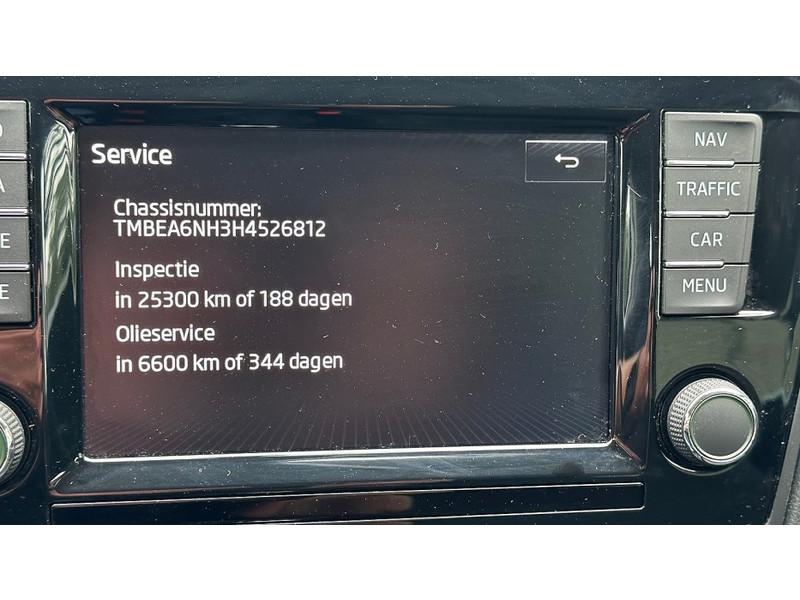 Service
Chassisnummer:
TMBEA6NH3H4526812
Inspectie
in 25300 km of 188 dagen
Olieservice
in 6600 km of 344 dagen
NAV
TRAFFIC
CAR
MENU